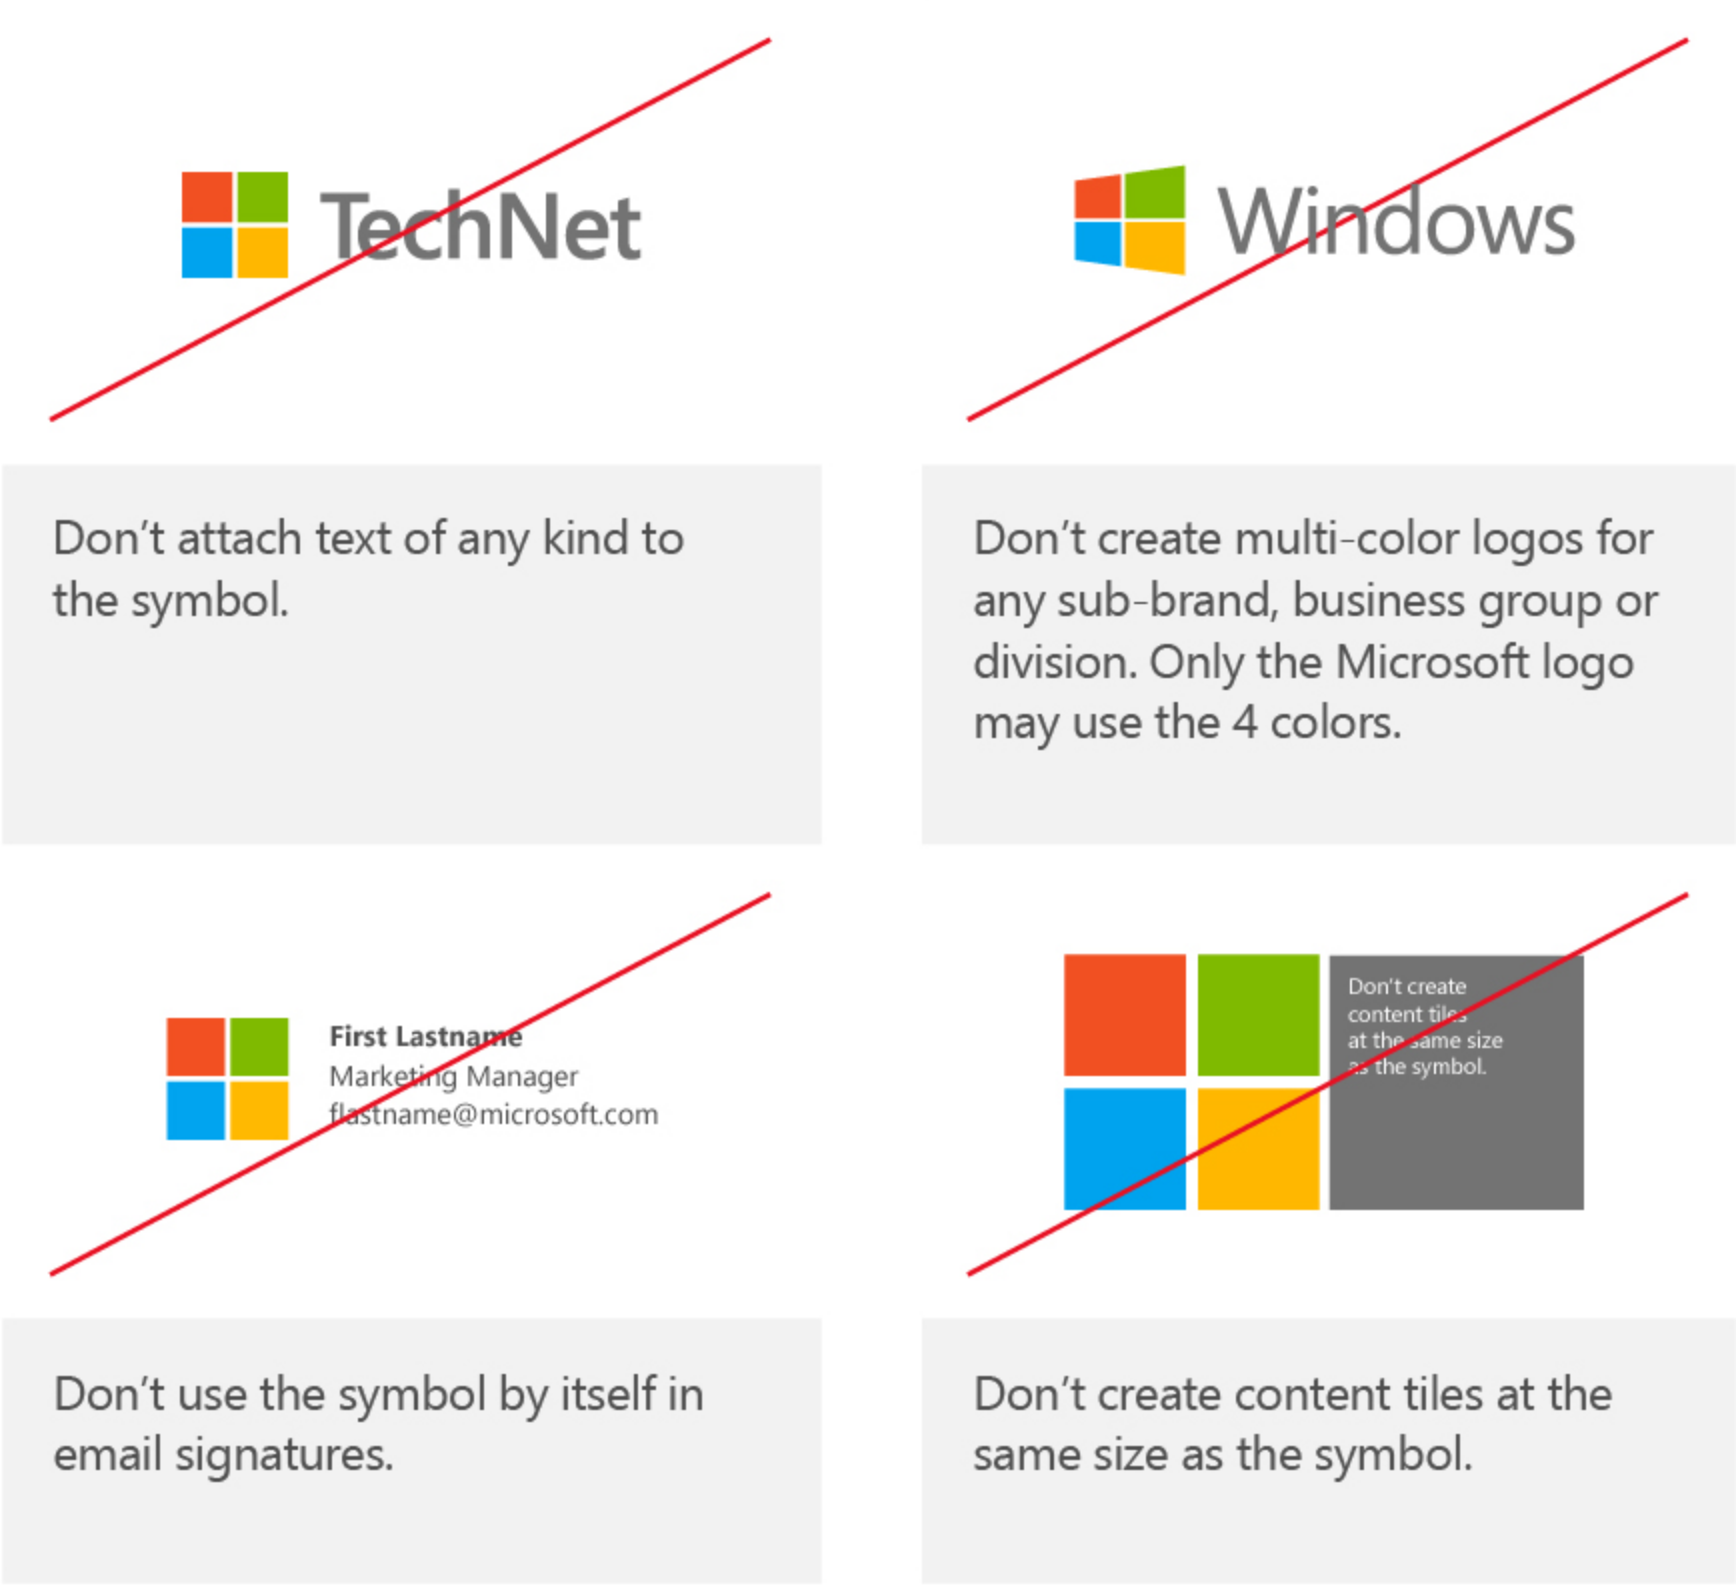 TechNet
Windows
Don't attach text of any kind to
the symbol.
Don't create multi-color logos for
any sub-brand, business group or
division. Only the Microsoft logo
may use the 4 colors.
First Lastname
Marketing Manager
flastname@microsoft.com
Don't create
content tiles
at the same size
as the symbol.
Don't use the symbol by itself in
email signatures.
Don't create content tiles at the
same size as the symbol.